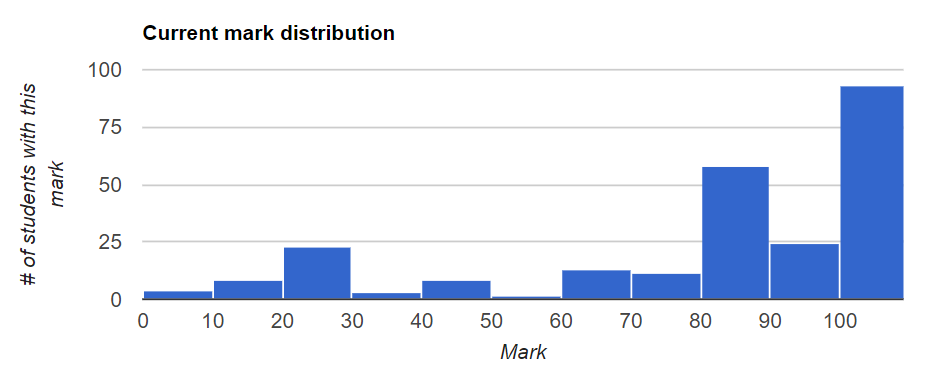 Current mark distribution
# of students with this
mark
100
75
50
25
0
0 10 20 30 40 50 60 70 80 90 100
Mark